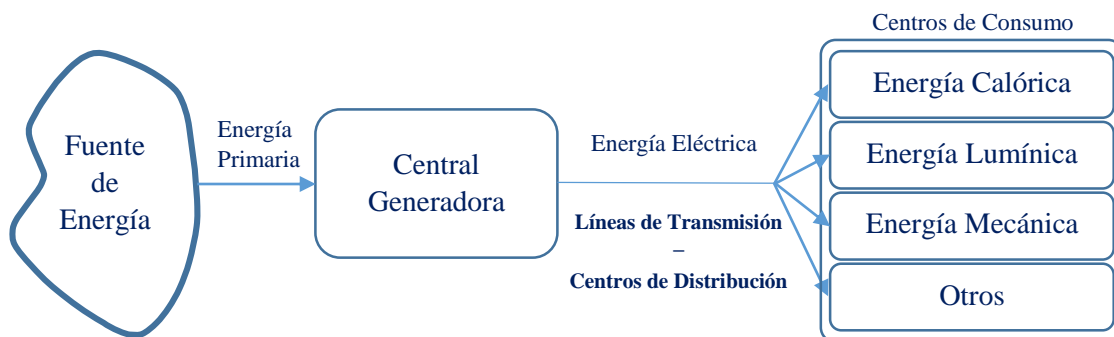 Fuente
de
Energía
Energía
Primaria
Central
Generadora
Energía Eléctrica
Líneas de Transmisión
–
Centros de Distribución
Centros de Consumo
Energía Calórica
Energía Lumínica
Energía Mecánica
Otros